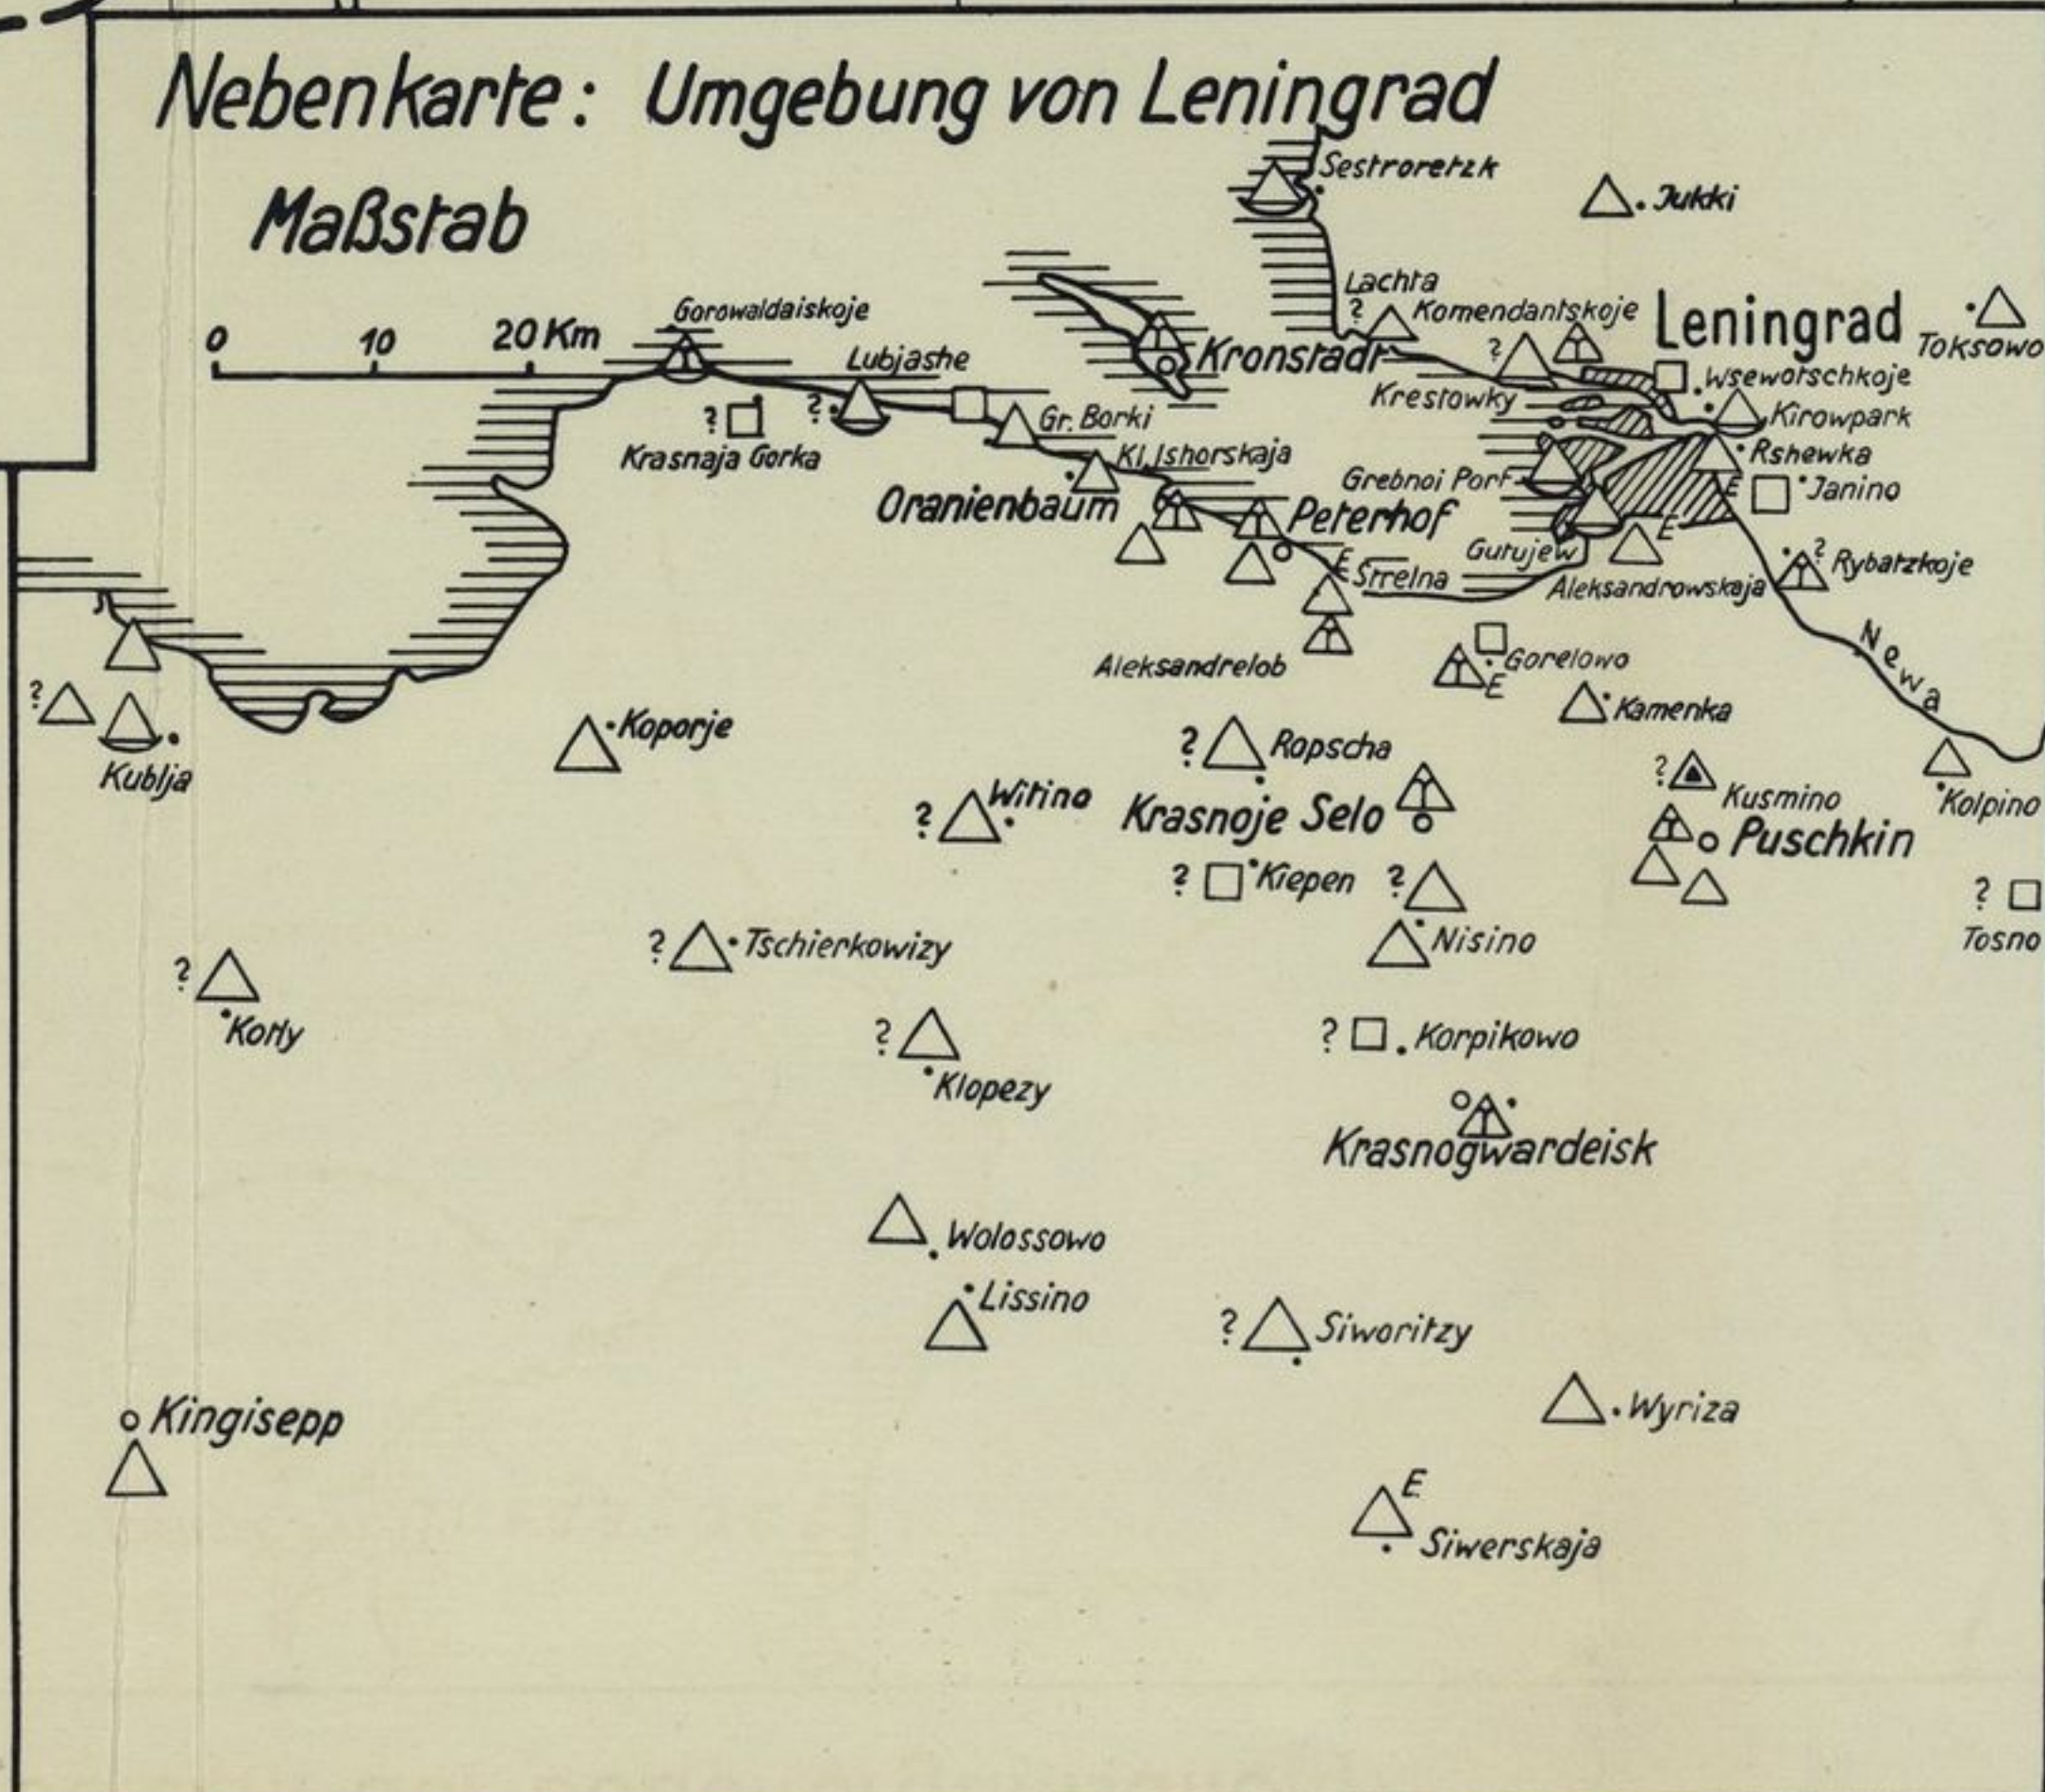 Nebenkarte: Umgebung von Leningrad
Maßstab
0 10 20 Km
Sestroretzk
Jukki
Lachta
?
Komendantskoje
Leningrad
Toksowo
Gorowaldaiskoje
Lubjashe
Kronstadt
?
Wseworschkoje
Krestowky
Kirowpark
?
?
Gr. Borki
Krasnaja Gorka
Kl. Ishorskaja
Rshewka
Grebnoi Port
E
Janino
Oranienbaum
Peterhof
E
Gutujew
E
Strelna
Aleksandrowskaja
?
Rybatzkoje
Newa
Aleksandrelob
Gorelowo
E
Kamenka
?
Kublja
Koporje
?
Ropscha
?
Kusmino
Kolpino
?
Witino
Krasnoje Selo
Puschkin
?
Kiepen
?
?
Tosno
?
Tschierkowizy
Nisino
?
Korly
?
Klopezy
?
Korpikowo
Krasnogwardeisk
Wolossowo
Lissino
?
Siworitzy
Wyriza
Kingisepp
E
Siwerskaja